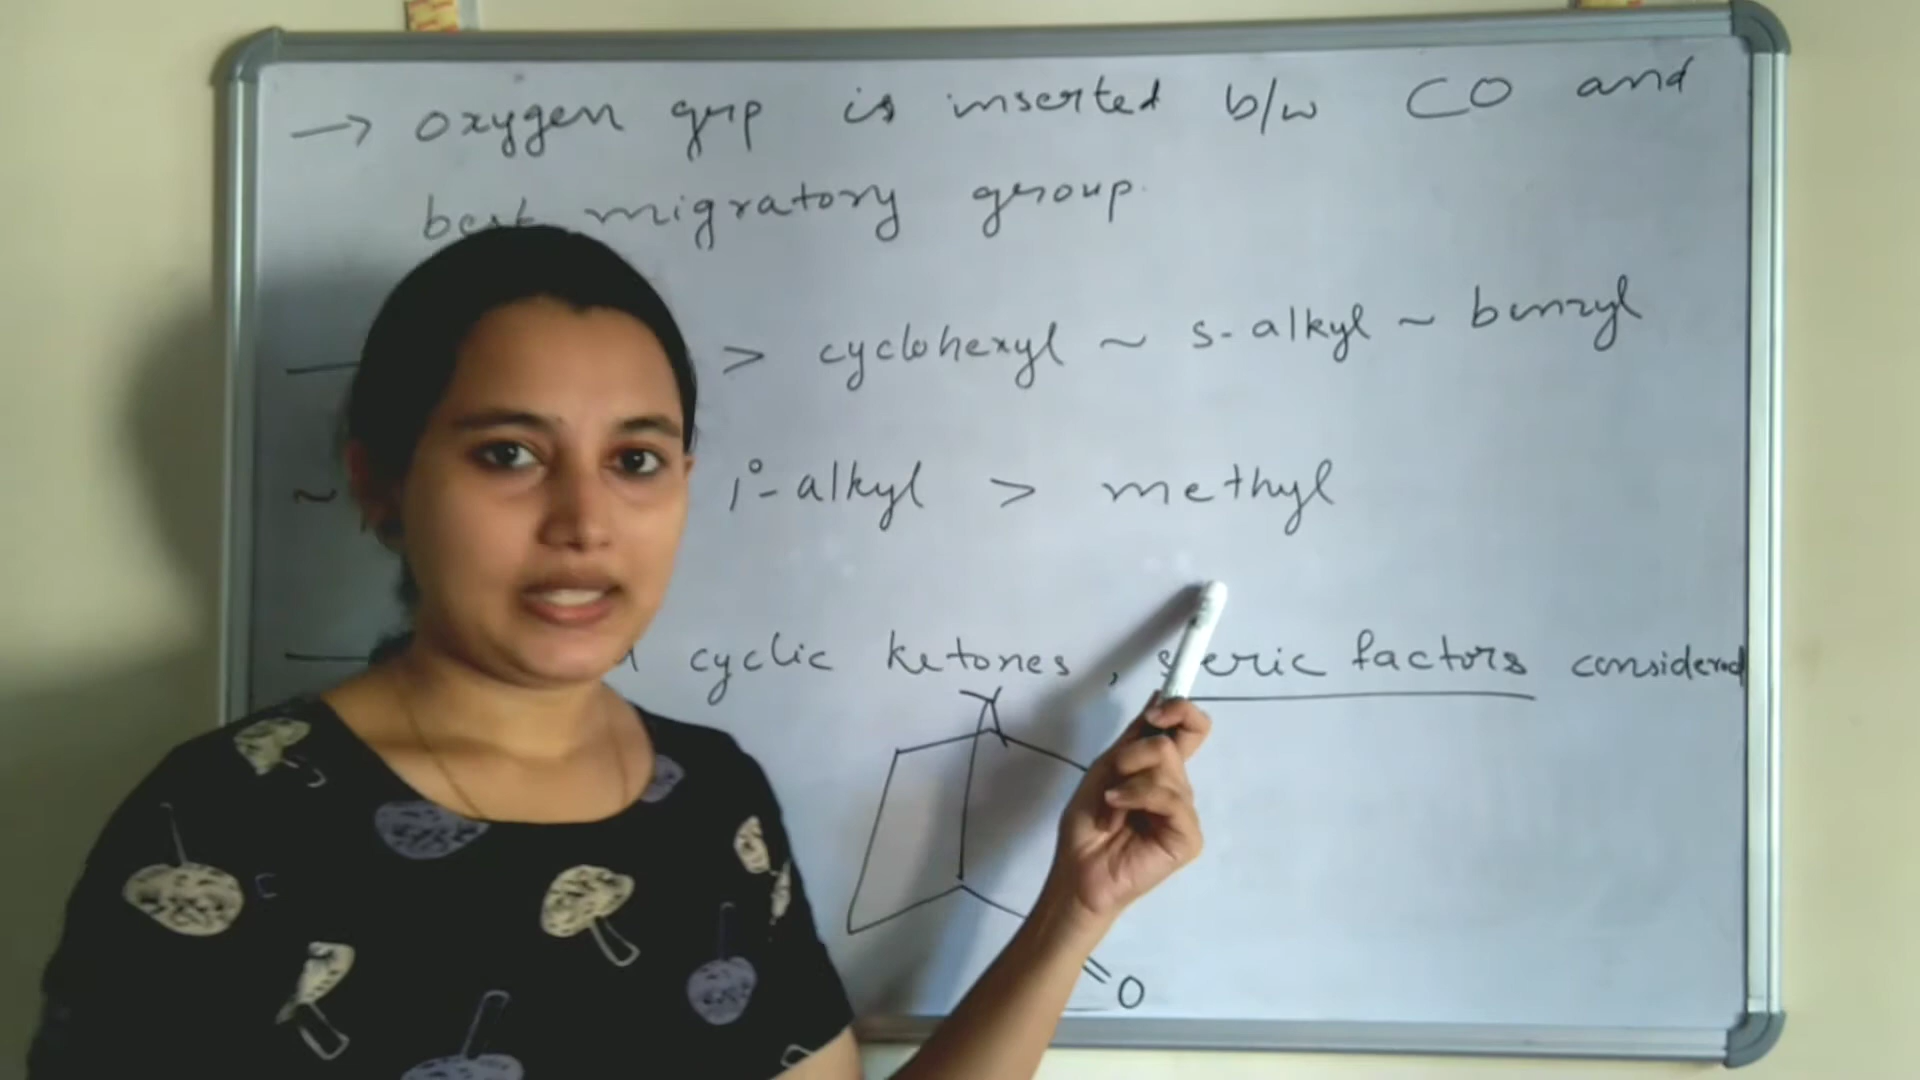 → oxygen grp is inserted b/w CO and
best migratory group.
> cyclohexyl ~ s-alkyl ~ benzyl
~ 1°-alkyl > methyl
cyclic ketones, steric factors considered
O